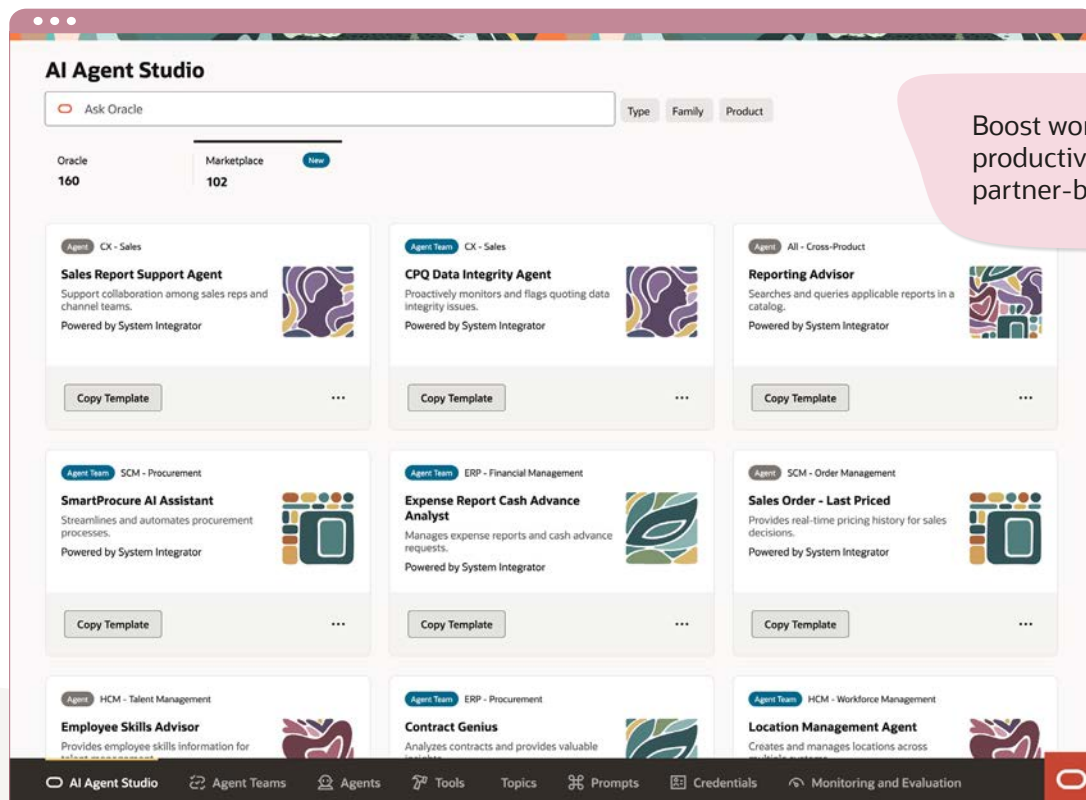 AI Agent Studio
Ask Oracle
Type Family Product
Boost wor
productiv
partner-b
Oracle
160
Marketplace New
102
Agent CX - Sales
Sales Report Support Agent
Support collaboration among sales reps and
channel teams.
Powered by System Integrator
Copy Template
Agent Team CX - Sales
CPQ Data Integrity Agent
Proactively monitors and flags quoting data
integrity issues.
Powered by System Integrator
Copy Template
Agent All - Cross-Product
Reporting Advisor
Searches and queries applicable reports in a
catalog.
Powered by System Integrator
Copy Template
Agent Team SCM - Procurement
SmartProcure AI Assistant
Streamlines and automates procurement
processes.
Powered by System Integrator
Copy Template
Agent Team ERP - Financial Management
Expense Report Cash Advance
Analyst
Manages expense reports and cash advance
requests.
Powered by System Integrator
Copy Template
Agent SCM - Order Management
Sales Order - Last Priced
Provides real-time pricing history for sales
decisions.
Powered by System Integrator
Copy Template
Agent HCM - Talent Management
Employee Skills Advisor
Provides employee skills information for
talent management
Agent Team ERP - Procurement
Contract Genius
Analyzes contracts and provides valuable
Agent Team HCM - Workforce Management
Location Management Agent
Creates and manages locations across
AI Agent Studio Agent Teams Agents Tools Topics Prompts Credentials Monitoring and Evaluation